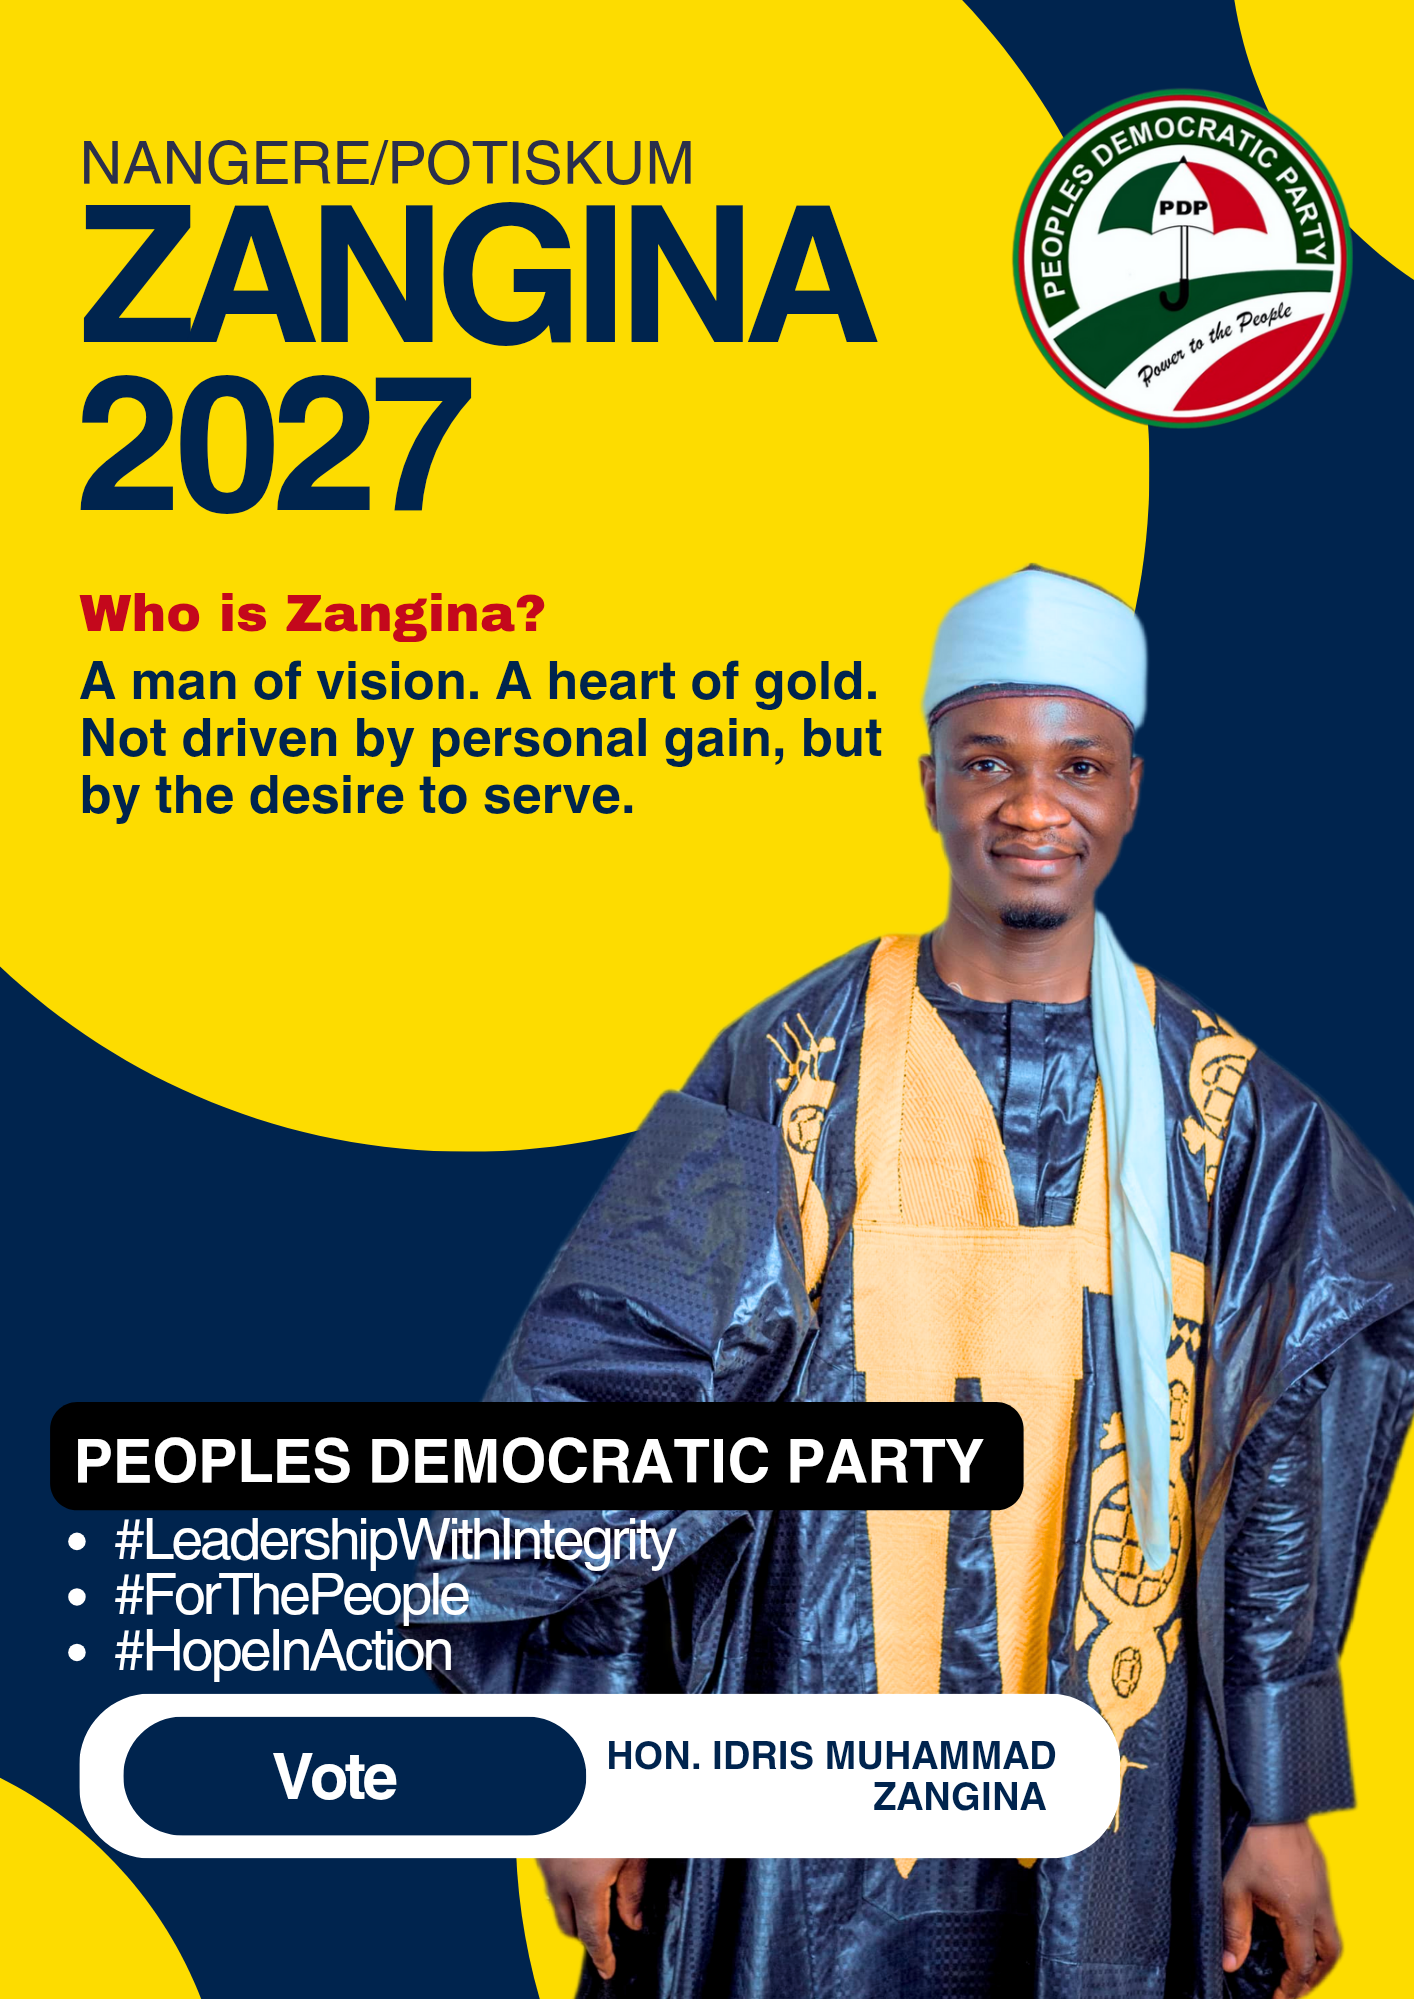 NANGERE/POTISKUM
ZANGINA
2027
PEOPLES DEMOCRATIC PARTY
PDP
Power to the People
Who is Zangina?
A man of vision. A heart of gold.
Not driven by personal gain, but
by the desire to serve.
PEOPLES DEMOCRATIC PARTY
• #LeadershipWithIntegrity
• #ForThePeople
• #HopeInAction
Vote
HON. IDRIS MUHAMMAD
ZANGINA